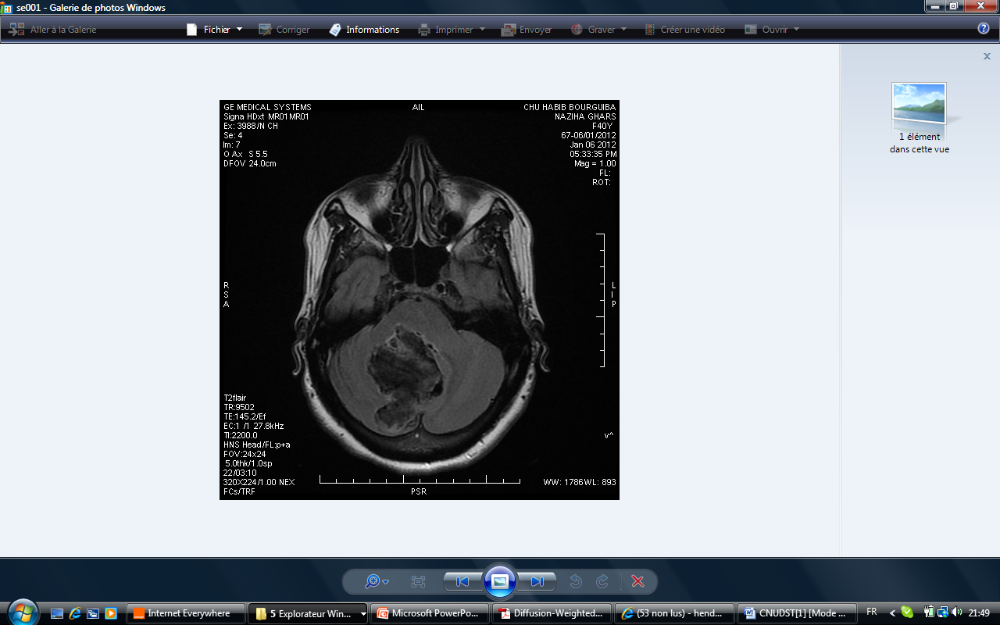 se001 - Galerie de photos Windows
Aller à la Galerie
Fichier
Corriger
Informations
Imprimer
Envoyer
Graver
Créer une vidéo
Ouvrir
1 élément
dans cette vue
GE MEDICAL SYSTEMS
Signa HDxt MR01MR01
Ex: 3988/N CH
Se: 4
Im: 7
O Ax S 5.5
DFOV 24.0cm
AIL
CHU HABIB BOURGUIBA
NAZIHA GHARS
F40Y
67-06/01/2012
Jan 06 2012
05:33:35 PM
Mag = 1.00
FL:
ROT:
R
S
A
L
I
P
T2flair
TR:9502
TE:145.2/Ef
EC:1 /1 27.8kHz
TI:2200.0
HNS Head/FL:p+a
FOV:24x24
5.0thk/1.0sp
22/03:10
320X224/1.00 NEX
FCs/TRF
PSR
v^
WW: 1786WL: 893
Internet Everywhere
5 Explorateur Win...
Microsoft PowerPo...
Diffusion-Weighted...
(53 non lus) - hend...
CNUDST[1] [Mode ...
FR
21:49